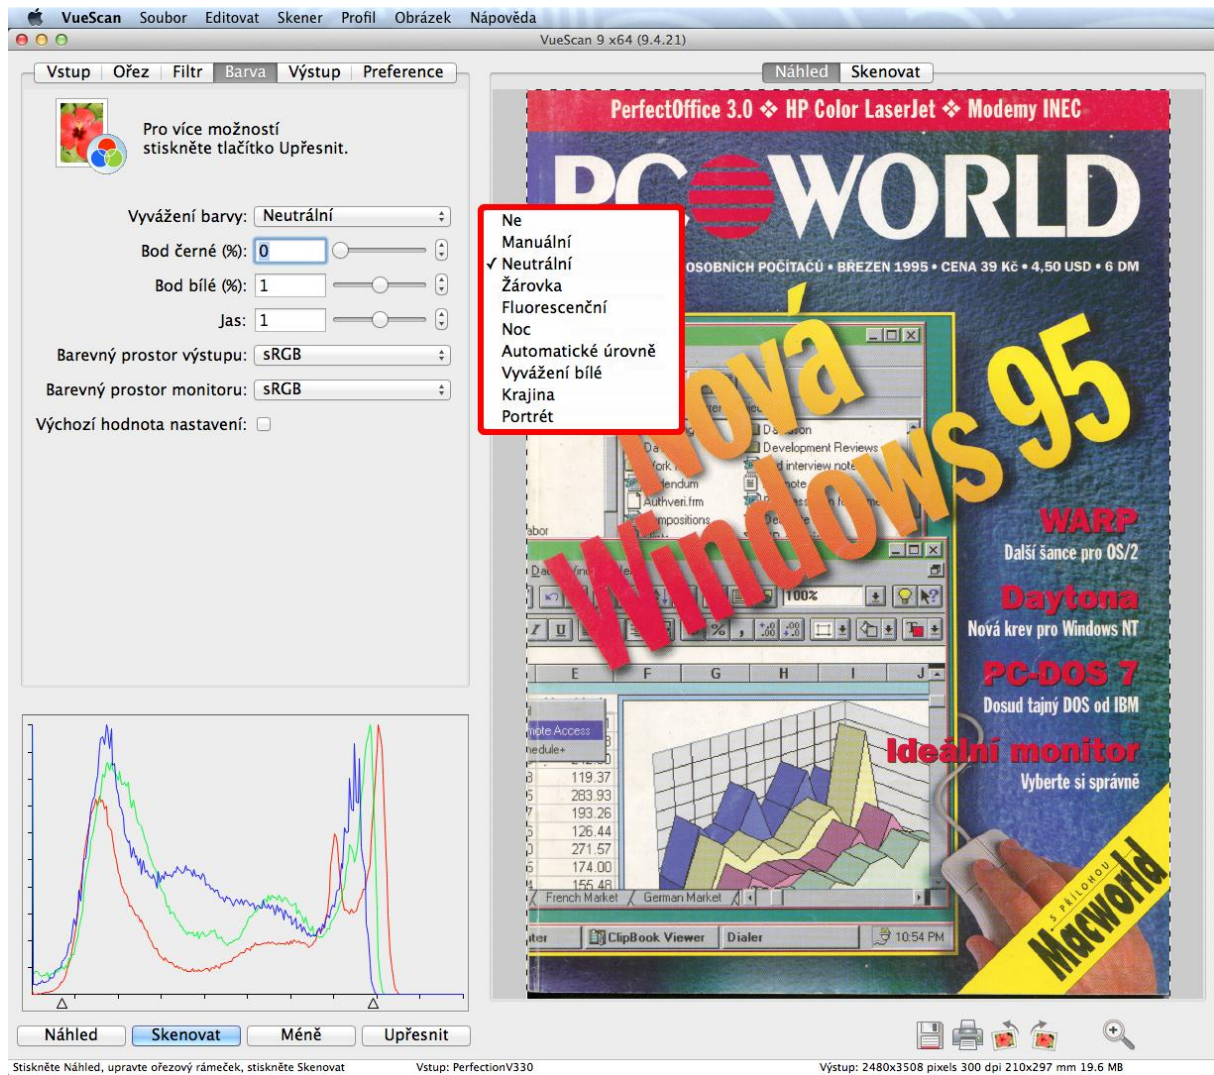 VueScan Soubor Editovat Skener Profil Obrázek Nápověda
VueScan 9 x64 (9.4.21)
Vstup Ořez Filtr Barva Výstup Preference
Náhled Skenovat
Pro více možností
stiskněte tlačítko Upřesnit.
Vyvážení barvy: Neutrální
Bod černé (%): 0
Bod bílé (%): 1
Jas: 1
Barevný prostor výstupu: sRGB
Barevný prostor monitoru: sRGB
Výchozí hodnota nastavení:
Ne
Manuální
✓ Neutrální
Žárovka
Fluorescenční
Noc
Automatické úrovně
Vyvážení bílé
Krajina
Portrét
PerfectOffice 3.0 ❖ HP Color LaserJet ❖ Modemy INEC
PC WORLD
OSOBNÍCH POČÍTAČŮ • BŘEZEN 1995 • CENA 39 Kč • 4,50 USD • 6 DM
Nová
Windows 95
Development Reviews
Authveri.frm
WARP
Další šance pro OS/2
Daytona
Nová krev pro Windows NT
PC-DOS 7
Dosud tajný DOS od IBM
Ideální monitor
Vyberte si správně
100%
E F G H I J
119.37
283.93
193.26
126.44
271.57
174.00
155.48
French Market German Market
ClipBook Viewer Dialer 10:54 PM
S PŘÍLOHOU
Macworld
Náhled Skenovat Méně Upřesnit
Stiskněte Náhled, upravte ořezový rámeček, stiskněte Skenovat Vstup: PerfectionV330 Výstup: 2480x3508 pixels 300 dpi 210x297 mm 19.6 MB